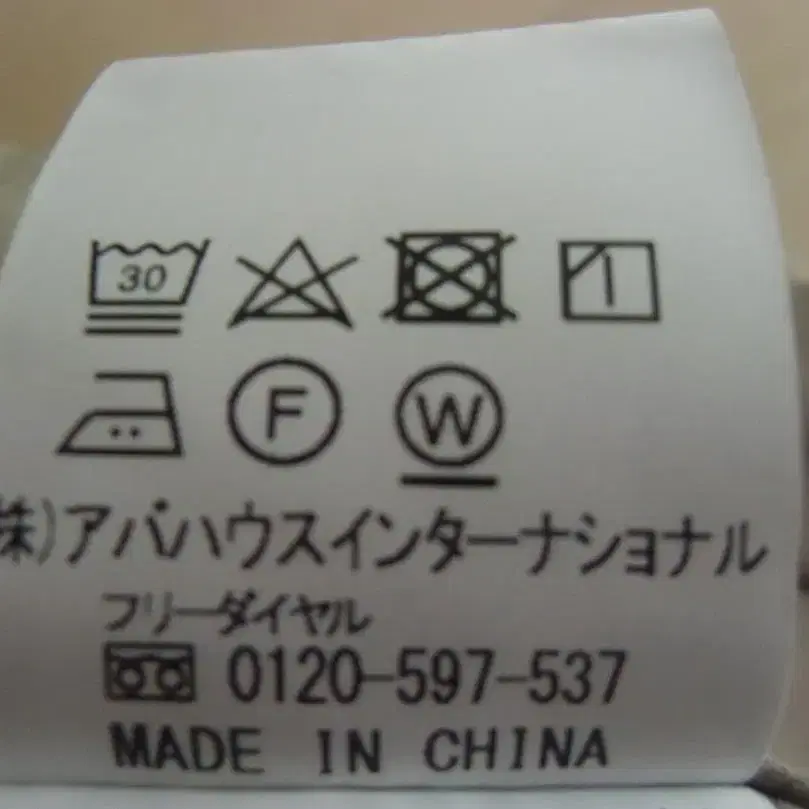 30
F W
株)アバハウスインターナショナル
フリーダイヤル
0120-597-537
MADE IN CHINA